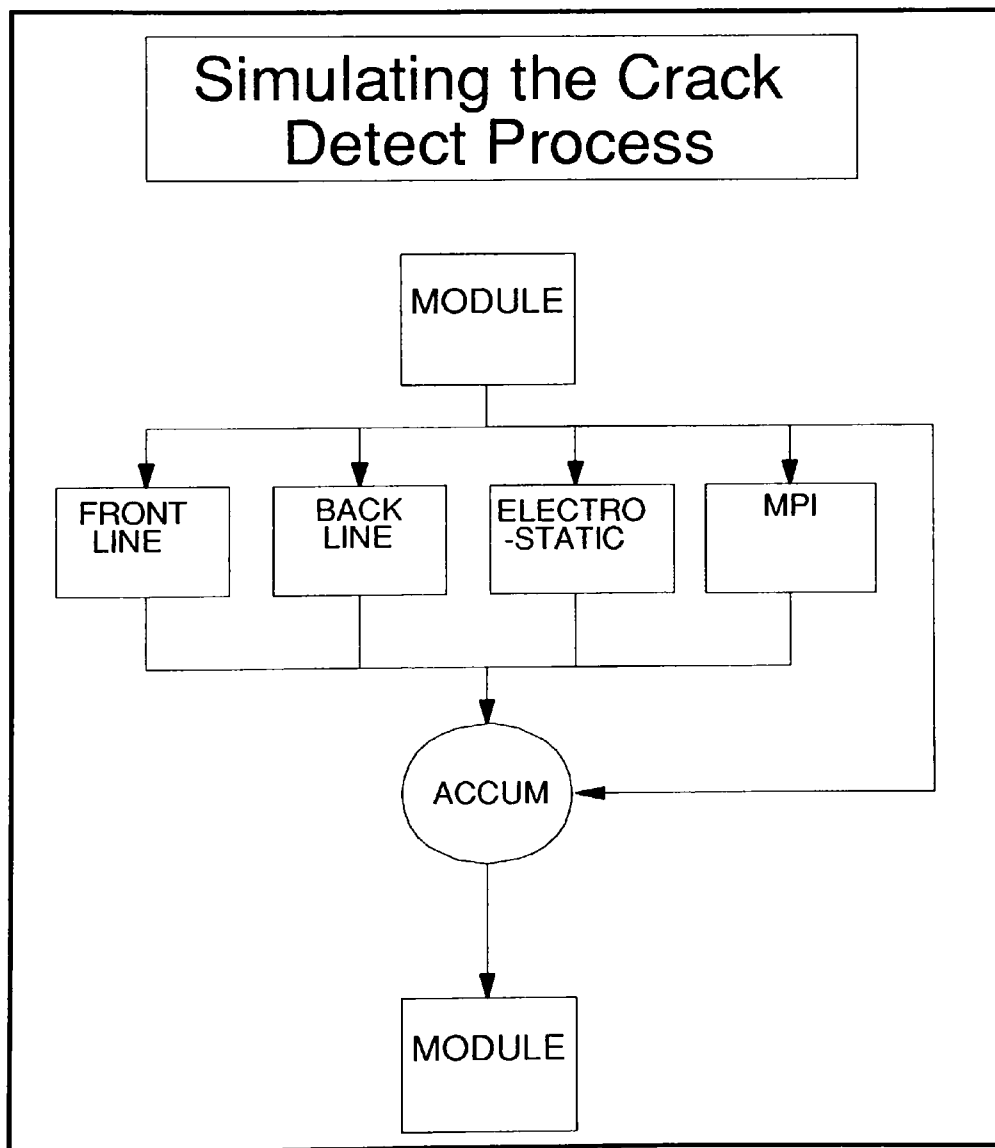 Simulating the Crack
Detect Process
MODULE
FRONT
LINE
BACK
LINE
ELECTRO
-STATIC
MPI
ACCUM
MODULE